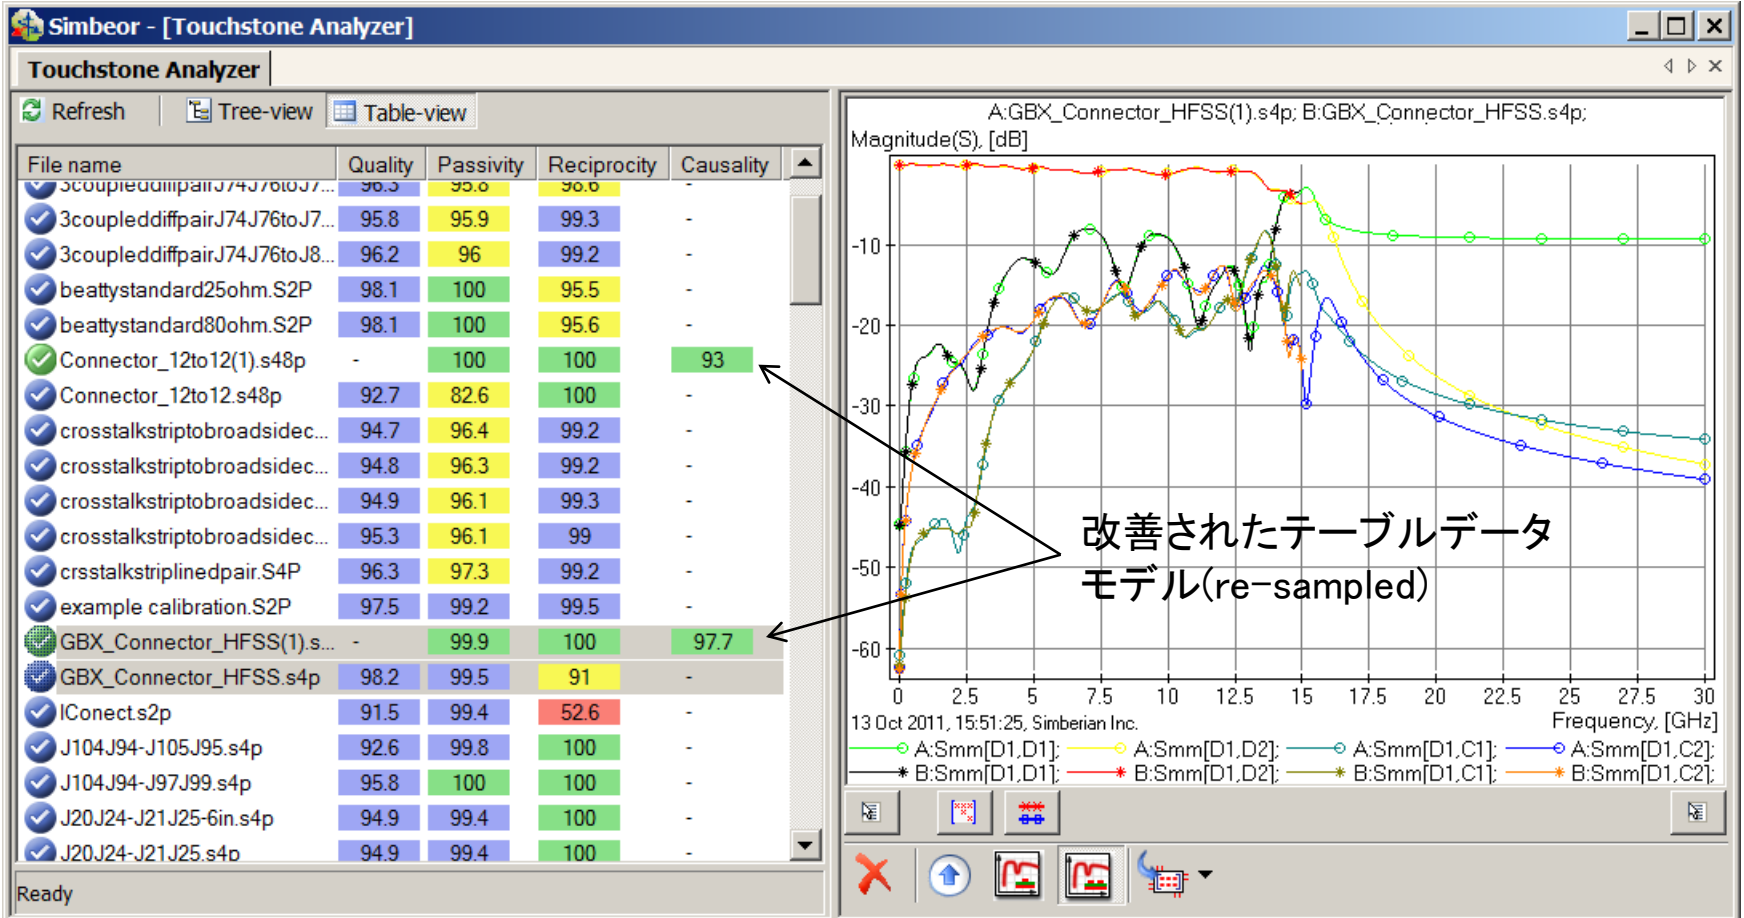 Simbeor - [Touchstone Analyzer]
Touchstone Analyzer
Refresh Tree-view Table-view
File name Quality Passivity Reciprocity Causality
3coupleddiffpairJ74J76toJ7... 96.3 95.8 98.6 -
3coupleddiffpairJ74J76toJ7... 95.8 95.9 99.3 -
3coupleddiffpairJ74J76toJ8... 96.2 96 99.2 -
beattystandard25ohm.S2P 98.1 100 95.5 -
beattystandard80ohm.S2P 98.1 100 95.6 -
Connector_12to12(1).s48p - 100 100 93
Connector_12to12.s48p 92.7 82.6 100 -
crosstalkstriptobroadsidec... 94.7 96.4 99.2 -
crosstalkstriptobroadsidec... 94.8 96.3 99.2 -
crosstalkstriptobroadsidec... 94.9 96.1 99.3 -
crosstalkstriptobroadsidec... 95.3 96.1 99 -
crsstalkstriplinedpair.S4P 96.3 97.3 99.2 -
example calibration.S2P 97.5 99.2 99.5 -
GBX_Connector_HFSS(1).s... - 99.9 100 97.7
GBX_Connector_HFSS.s4p 98.2 99.5 91 -
IConect.s2p 91.5 99.4 52.6 -
J104J94-J105J95.s4p 92.6 99.8 100 -
J104J94-J97J99.s4p 95.8 100 100 -
J20J24-J21J25-6in.s4p 94.9 99.4 100 -
J20J24-J21J25.s4p 94.9 99.4 100 -
Ready
A:GBX_Connector_HFSS(1).s4p; B:GBX_Connector_HFSS.s4p;
Magnitude(S), [dB]
-10
-20
-30
-40
-50
-60
改善されたテーブルデータ
モデル(re-sampled)
0 2.5 5 7.5 10 12.5 15 17.5 20 22.5 25 27.5 30
13 Oct 2011, 15:51:25, Simberian Inc. Frequency, [GHz]
A:Smm[D1,D1]; A:Smm[D1,D2]; A:Smm[D1,C1]; A:Smm[D1,C2];
B:Smm[D1,D1]; B:Smm[D1,D2]; B:Smm[D1,C1]; B:Smm[D1,C2];